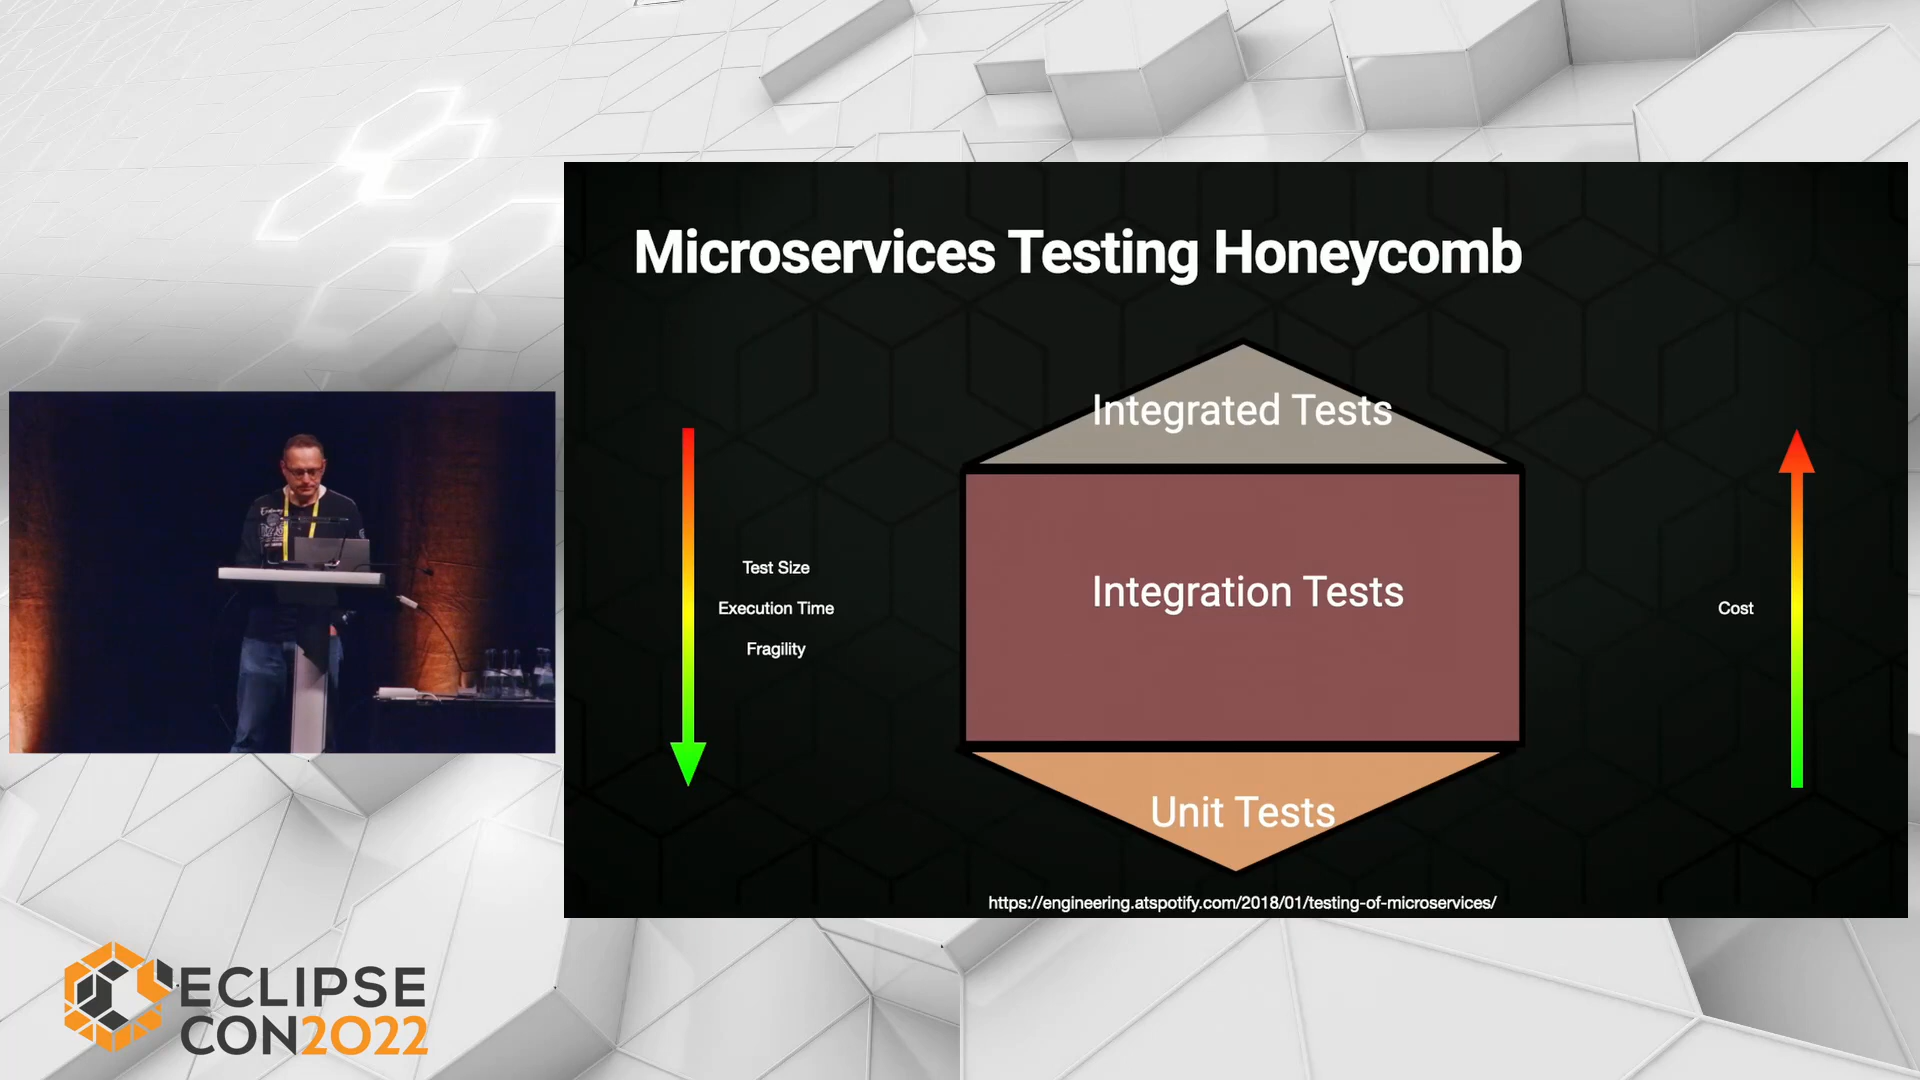 Microservices Testing Honeycomb
Integrated Tests
Test Size
Execution Time
Fragility
Integration Tests
Cost
Unit Tests
https://engineering.atspotify.com/2018/01/testing-of-microservices/
ECLIPSE
CON2022